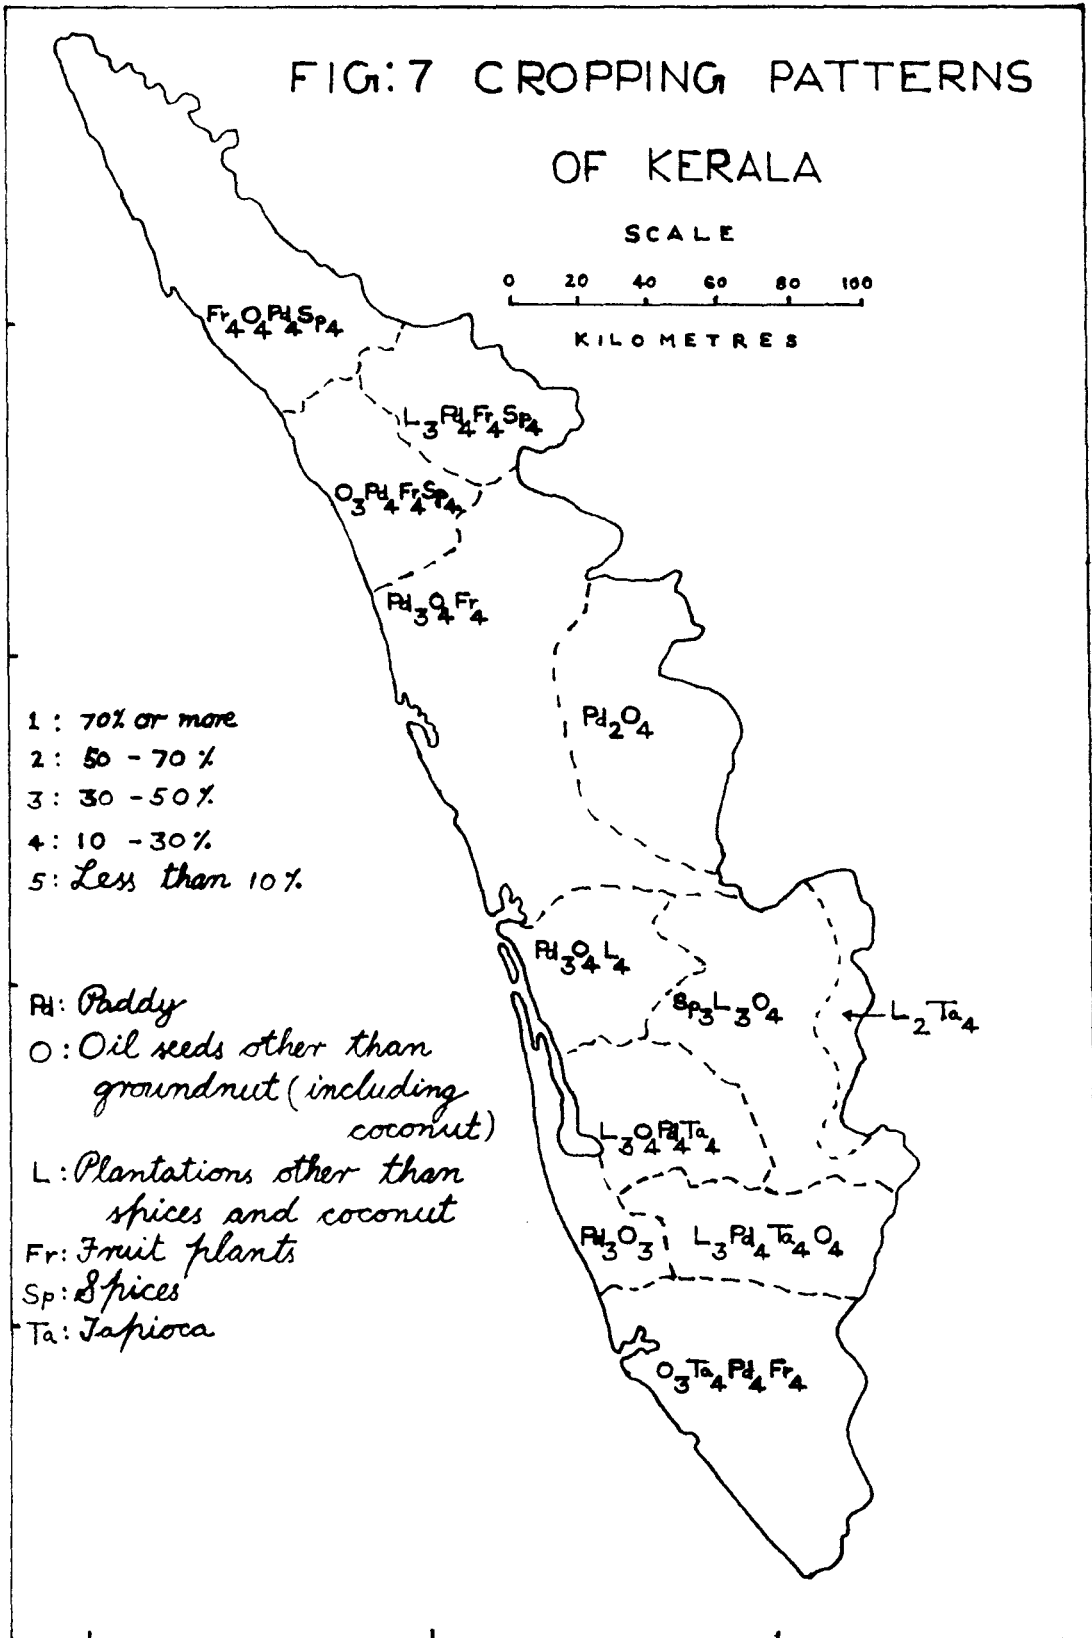 FIG:7 CROPPING PATTERNS
OF KERALA
SCALE
0 20 40 60 80 100
KILOMETRES
Fr4O4Pd4Sp4
L3Pd4Fr4Sp4
O3Pd4Fr4Sp4
Pd3O4Fr4
Pd2O4
1 : 70% or more
2 : 50 - 70 %
3 : 30 - 50 %
4 : 10 - 30 %
5 : Less than 10 %
Pd3O4L4
Sp3L3O4
L2Ta4
L3O4Pd4Ta4
Pd3O3
L3Pd4Ta4O4
O3Ta4Pd4Fr4
Pd: Paddy
O : Oil seeds other than
groundnut (including
coconut)
L : Plantations other than
spices and coconut
Fr: Fruit plants
Sp: Spices
Ta: Tapioca